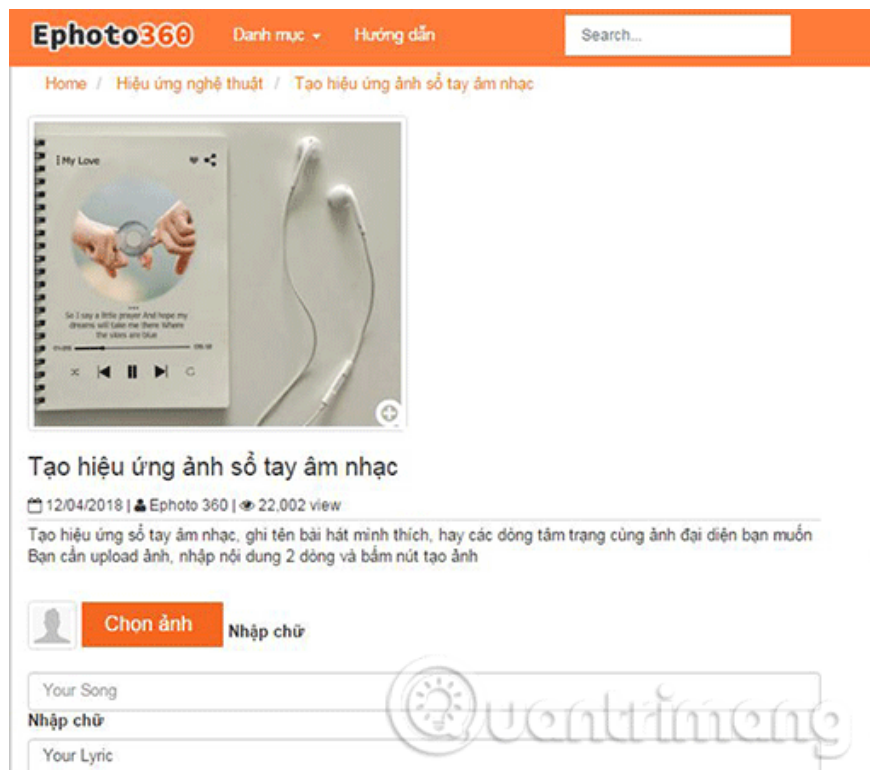 Ephoto360 Danh mục Hướng dẫn Search...
Home / Hiệu ứng nghệ thuật / Tạo hiệu ứng ảnh sổ tay âm nhạc
My Love
So I say a little prayer And hope my
dreams will take me there Where
the skies are blue
Tạo hiệu ứng ảnh sổ tay âm nhạc
12/04/2018 | Ephoto 360 | 22,002 view
Tạo hiệu ứng sổ tay âm nhạc, ghi tên bài hát mình thích, hay các dòng tâm trạng cùng ảnh đại diện bạn muốn
Bạn cần upload ảnh, nhập nội dung 2 dòng và bấm nút tạo ảnh
Chọn ảnh Nhập chữ
Your Song
Nhập chữ
Your Lyric
Quantrimang